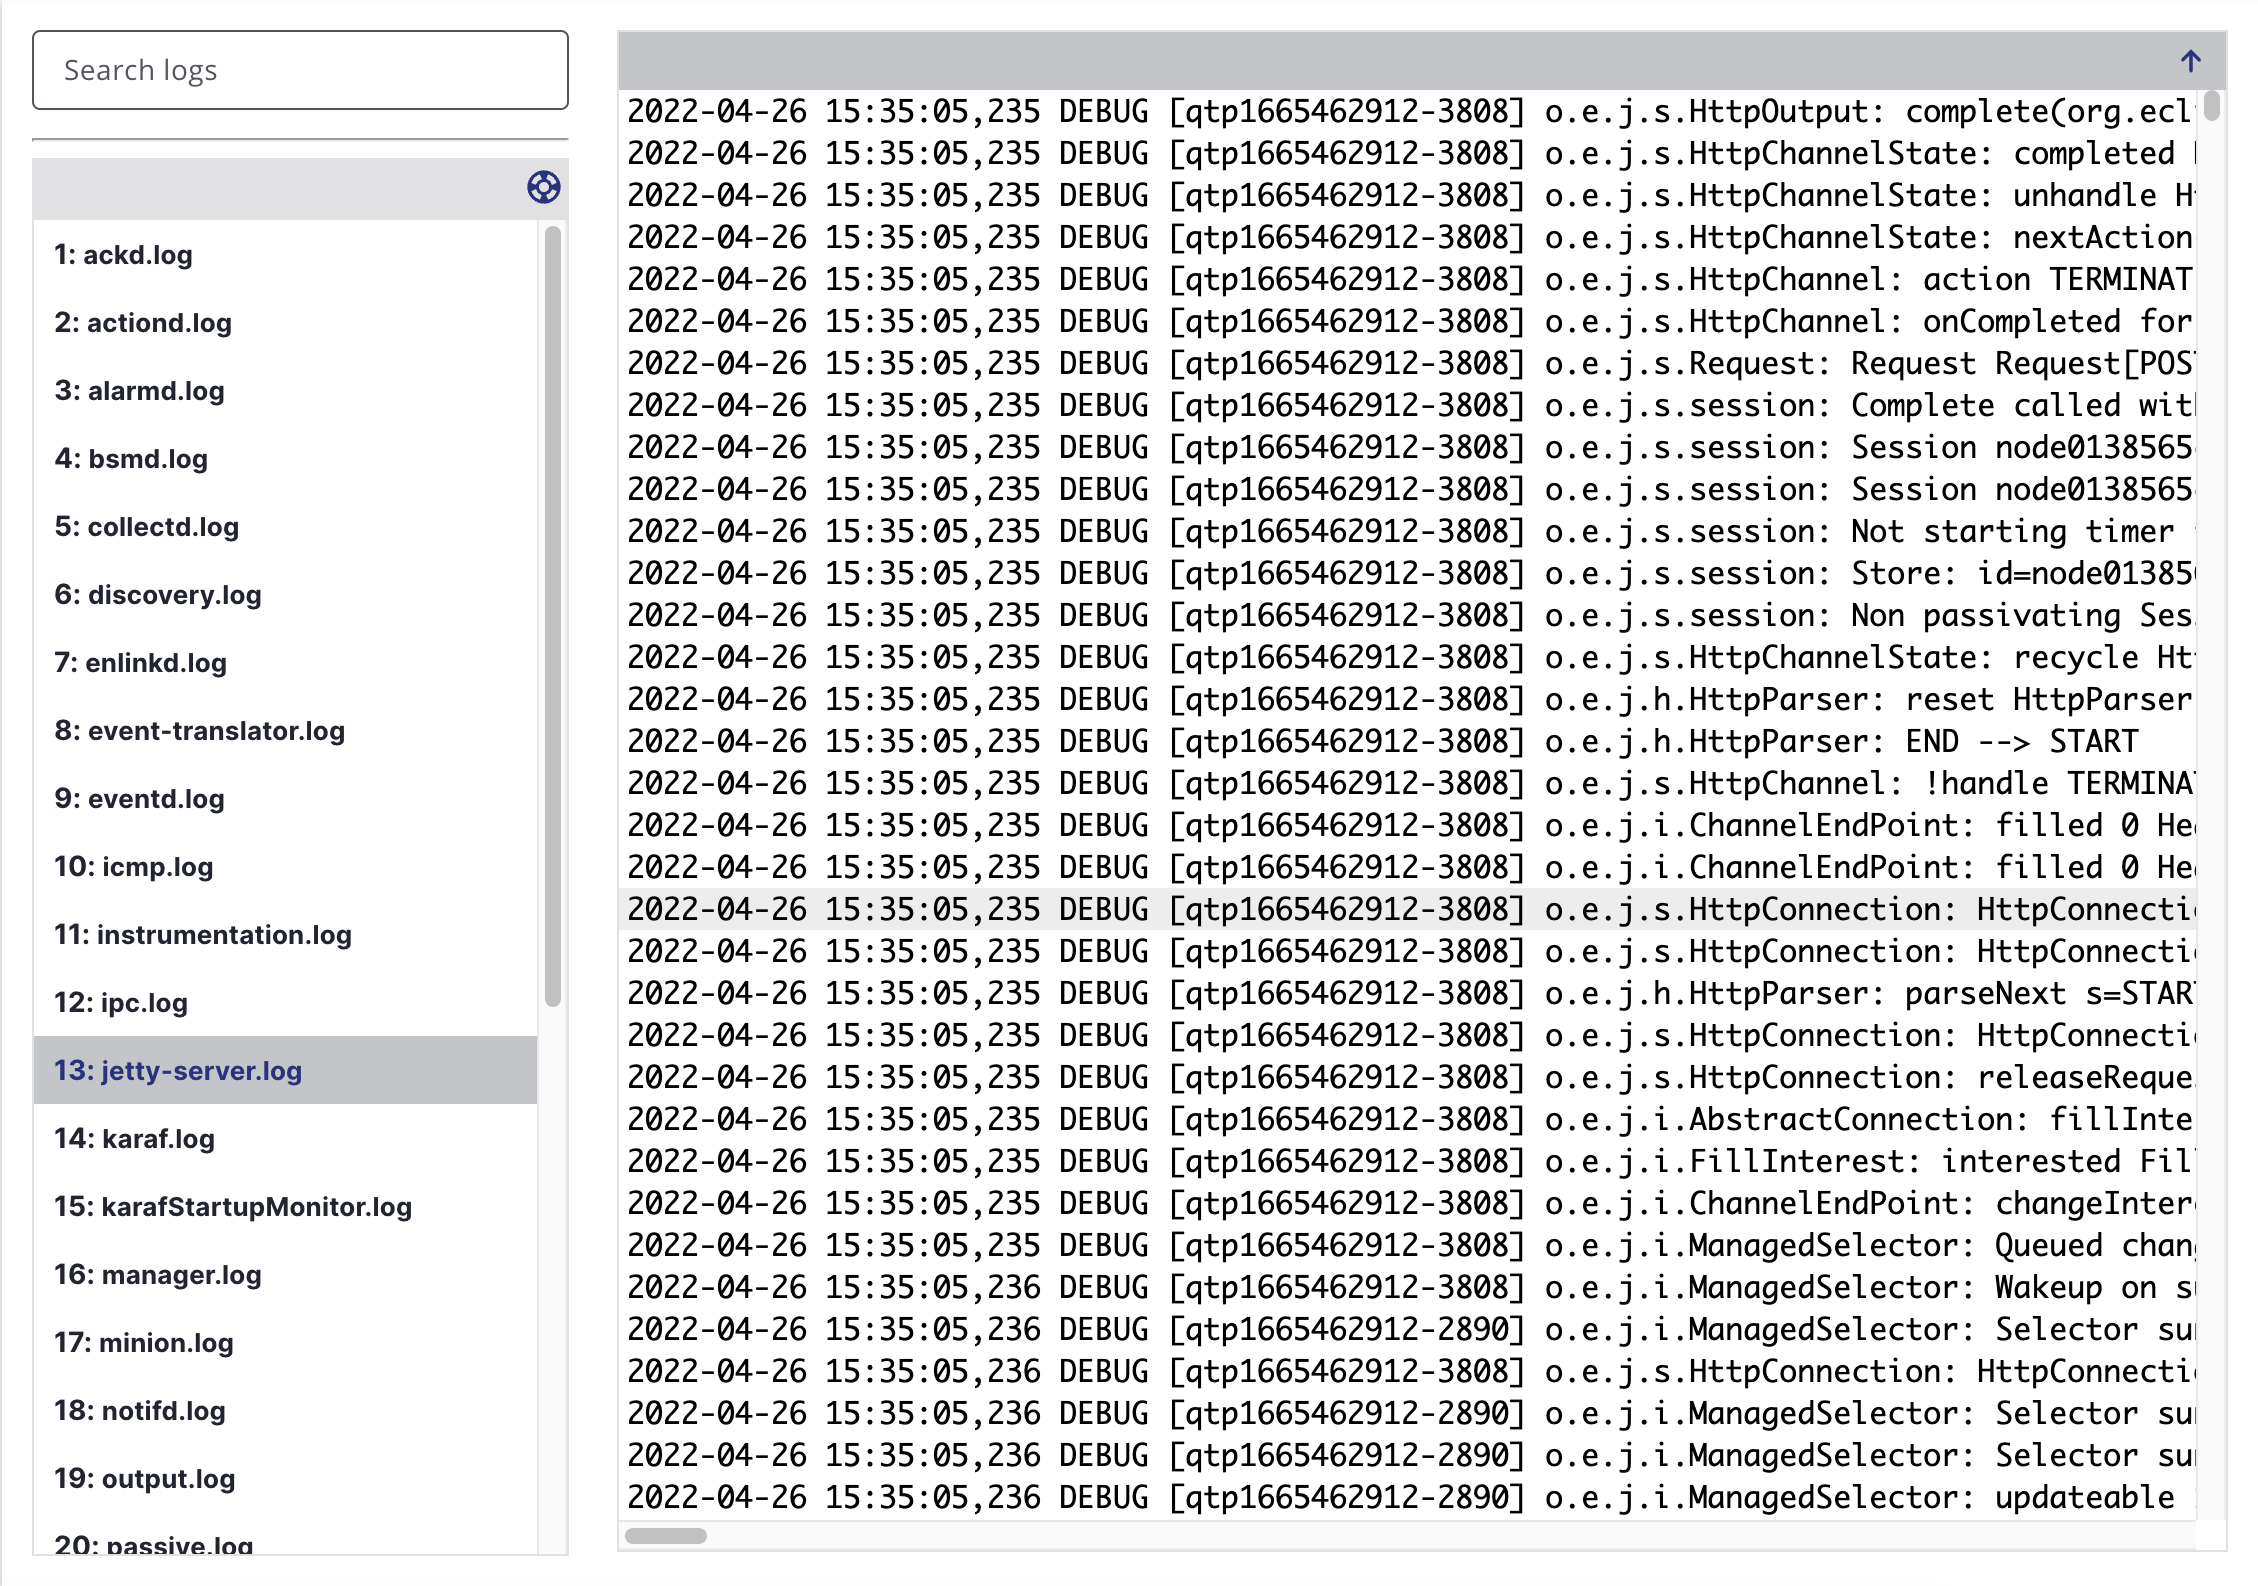 Search logs
1: ackd.log
2: actiond.log
3: alarmd.log
4: bsmd.log
5: collectd.log
6: discovery.log
7: enlinkd.log
8: event-translator.log
9: eventd.log
10: icmp.log
11: instrumentation.log
12: ipc.log
13: jetty-server.log
14: karaf.log
15: karafStartupMonitor.log
16: manager.log
17: minion.log
18: notifd.log
19: output.log
20: passive.log
2022-04-26 15:35:05,235 DEBUG [qtp1665462912-3808] o.e.j.s.HttpOutput: complete(org.ecl
2022-04-26 15:35:05,235 DEBUG [qtp1665462912-3808] o.e.j.s.HttpChannelState: completed
2022-04-26 15:35:05,235 DEBUG [qtp1665462912-3808] o.e.j.s.HttpChannelState: unhandle H
2022-04-26 15:35:05,235 DEBUG [qtp1665462912-3808] o.e.j.s.HttpChannelState: nextAction
2022-04-26 15:35:05,235 DEBUG [qtp1665462912-3808] o.e.j.s.HttpChannel: action TERMINAT
2022-04-26 15:35:05,235 DEBUG [qtp1665462912-3808] o.e.j.s.HttpChannel: onCompleted for
2022-04-26 15:35:05,235 DEBUG [qtp1665462912-3808] o.e.j.s.Request: Request Request[POS
2022-04-26 15:35:05,235 DEBUG [qtp1665462912-3808] o.e.j.s.session: Complete called wit
2022-04-26 15:35:05,235 DEBUG [qtp1665462912-3808] o.e.j.s.session: Session node0138565
2022-04-26 15:35:05,235 DEBUG [qtp1665462912-3808] o.e.j.s.session: Session node0138565
2022-04-26 15:35:05,235 DEBUG [qtp1665462912-3808] o.e.j.s.session: Not starting timer
2022-04-26 15:35:05,235 DEBUG [qtp1665462912-3808] o.e.j.s.session: Store: id=node01385
2022-04-26 15:35:05,235 DEBUG [qtp1665462912-3808] o.e.j.s.session: Non passivating Ses
2022-04-26 15:35:05,235 DEBUG [qtp1665462912-3808] o.e.j.s.HttpChannelState: recycle Ht
2022-04-26 15:35:05,235 DEBUG [qtp1665462912-3808] o.e.j.h.HttpParser: reset HttpParser
2022-04-26 15:35:05,235 DEBUG [qtp1665462912-3808] o.e.j.h.HttpParser: END --> START
2022-04-26 15:35:05,235 DEBUG [qtp1665462912-3808] o.e.j.s.HttpChannel: !handle TERMINA
2022-04-26 15:35:05,235 DEBUG [qtp1665462912-3808] o.e.j.i.ChannelEndPoint: filled 0 He
2022-04-26 15:35:05,235 DEBUG [qtp1665462912-3808] o.e.j.i.ChannelEndPoint: filled 0 He
2022-04-26 15:35:05,235 DEBUG [qtp1665462912-3808] o.e.j.s.HttpConnection: HttpConnecti
2022-04-26 15:35:05,235 DEBUG [qtp1665462912-3808] o.e.j.s.HttpConnection: HttpConnecti
2022-04-26 15:35:05,235 DEBUG [qtp1665462912-3808] o.e.j.h.HttpParser: parseNext s=STAR
2022-04-26 15:35:05,235 DEBUG [qtp1665462912-3808] o.e.j.s.HttpConnection: HttpConnecti
2022-04-26 15:35:05,235 DEBUG [qtp1665462912-3808] o.e.j.s.HttpConnection: releaseReque
2022-04-26 15:35:05,235 DEBUG [qtp1665462912-3808] o.e.j.i.AbstractConnection: fillInte
2022-04-26 15:35:05,235 DEBUG [qtp1665462912-3808] o.e.j.i.FillInterest: interested Fil
2022-04-26 15:35:05,235 DEBUG [qtp1665462912-3808] o.e.j.i.ChannelEndPoint: changeInter
2022-04-26 15:35:05,235 DEBUG [qtp1665462912-3808] o.e.j.i.ManagedSelector: Queued chan
2022-04-26 15:35:05,236 DEBUG [qtp1665462912-3808] o.e.j.i.ManagedSelector: Wakeup on s
2022-04-26 15:35:05,236 DEBUG [qtp1665462912-2890] o.e.j.i.ManagedSelector: Selector su
2022-04-26 15:35:05,236 DEBUG [qtp1665462912-3808] o.e.j.s.HttpConnection: HttpConnecti
2022-04-26 15:35:05,236 DEBUG [qtp1665462912-2890] o.e.j.i.ManagedSelector: Selector su
2022-04-26 15:35:05,236 DEBUG [qtp1665462912-2890] o.e.j.i.ManagedSelector: Selector su
2022-04-26 15:35:05,236 DEBUG [qtp1665462912-2890] o.e.j.i.ManagedSelector: updateable